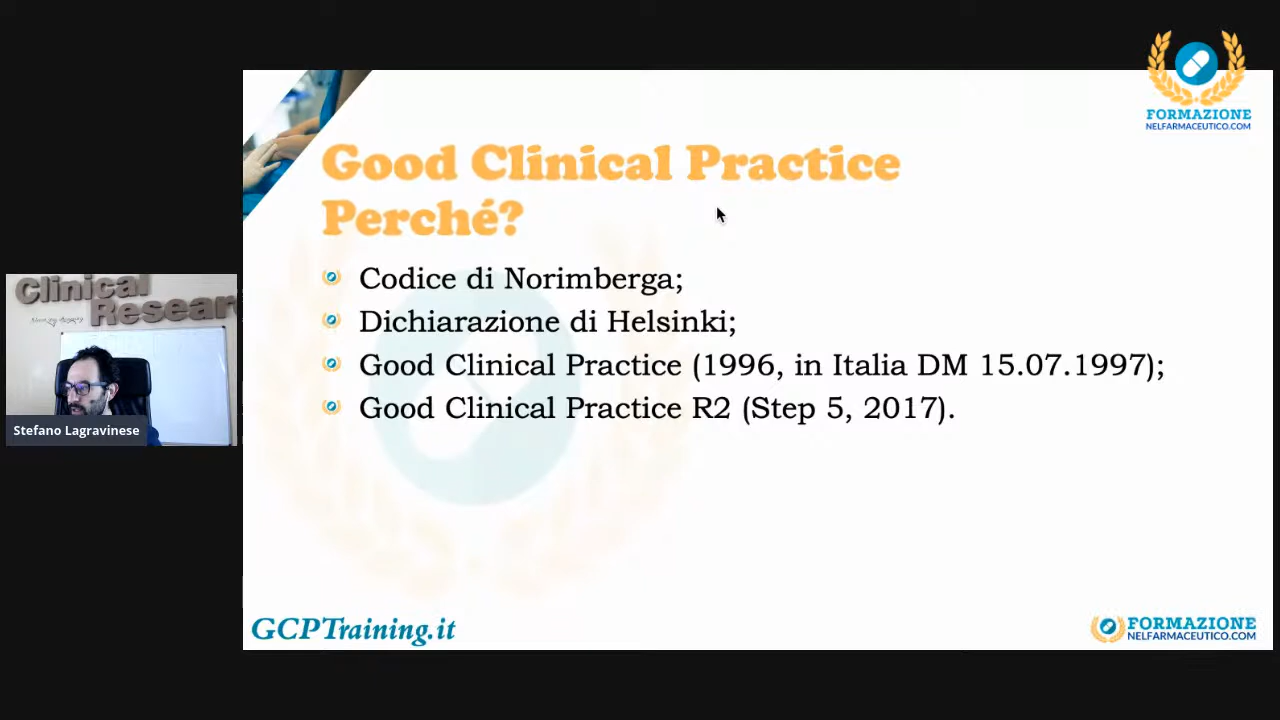 FORMAZIONE
NELFARMACEUTICO.COM
Good Clinical Practice
Perché?
Codice di Norimberga;
Dichiarazione di Helsinki;
Good Clinical Practice (1996, in Italia DM 15.07.1997);
Good Clinical Practice R2 (Step 5, 2017).
Clinical
Resear
Stefano Lagravinese
GCPTraining.it
FORMAZIONE
NELFARMACEUTICO.COM